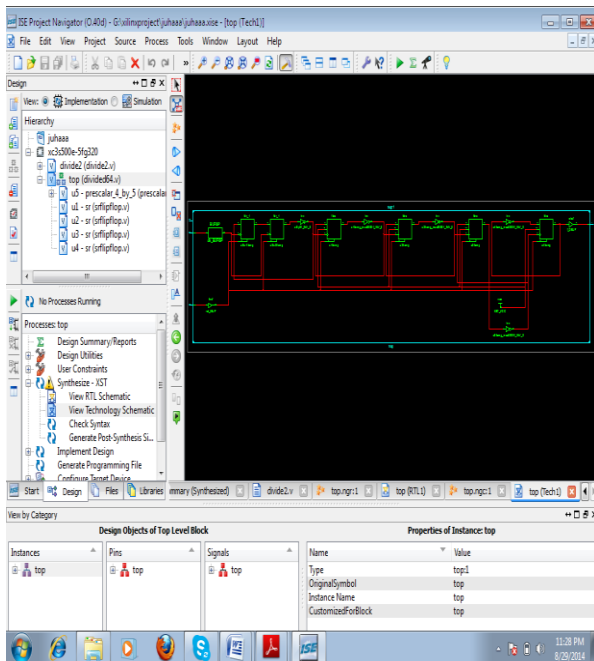 ISE Project Navigator (O.40d) - G:\xilinxproject\juhaaa\juhaaa.xise - [top (Tech1)]
File Edit View Project Source Process Tools Window Layout Help
Design
View: Implementation Simulation
Hierarchy
juhaaa
xc3s500e-5fg320
divide2 (divide2.v)
top (divided64.v)
u5 - prescalar_4_by_5 (prescalar
u1 - sr (srflipflop.v)
u2 - sr (srflipflop.v)
u3 - sr (srflipflop.v)
u4 - sr (srflipflop.v)
No Processes Running
Processes: top
Design Summary/Reports
Design Utilities
User Constraints
Synthesize - XST
View RTL Schematic
View Technology Schematic
Check Syntax
Generate Post-Synthesis Si...
Implement Design
Generate Programming File
Configure Target Device
Start Design Files Libraries
mmary (Synthesized) divide2.v top.ngr:1 top (RTL1) top.ngc:1 top (Tech1)
View by Category
Design Objects of Top Level Block
Properties of Instance: top
Instances Pins Signals Name Value
top top top Type top:1
OriginalSymbol top
Instance Name top
CustomizedForBlock top
ISE
11:28 PM
8/29/2014